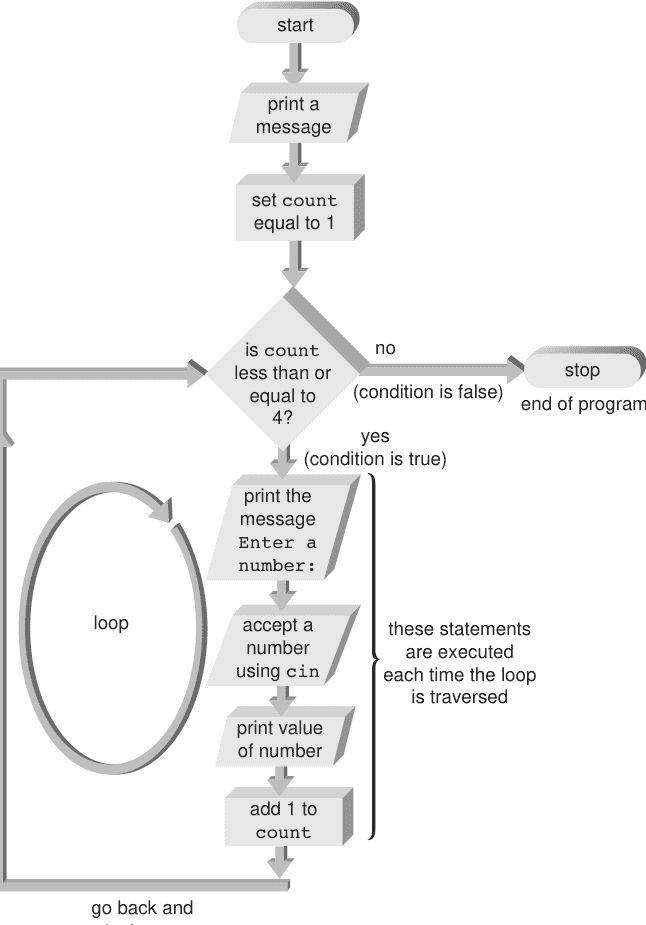 start
print a
message
set count
equal to 1
is count
less than or
equal to
4?
no
(condition is false)
stop
end of program
yes
(condition is true)
print the
message
Enter a
number:
accept a
number
using cin
print value
of number
add 1 to
count
loop
these statements
are executed
each time the loop
is traversed
go back and